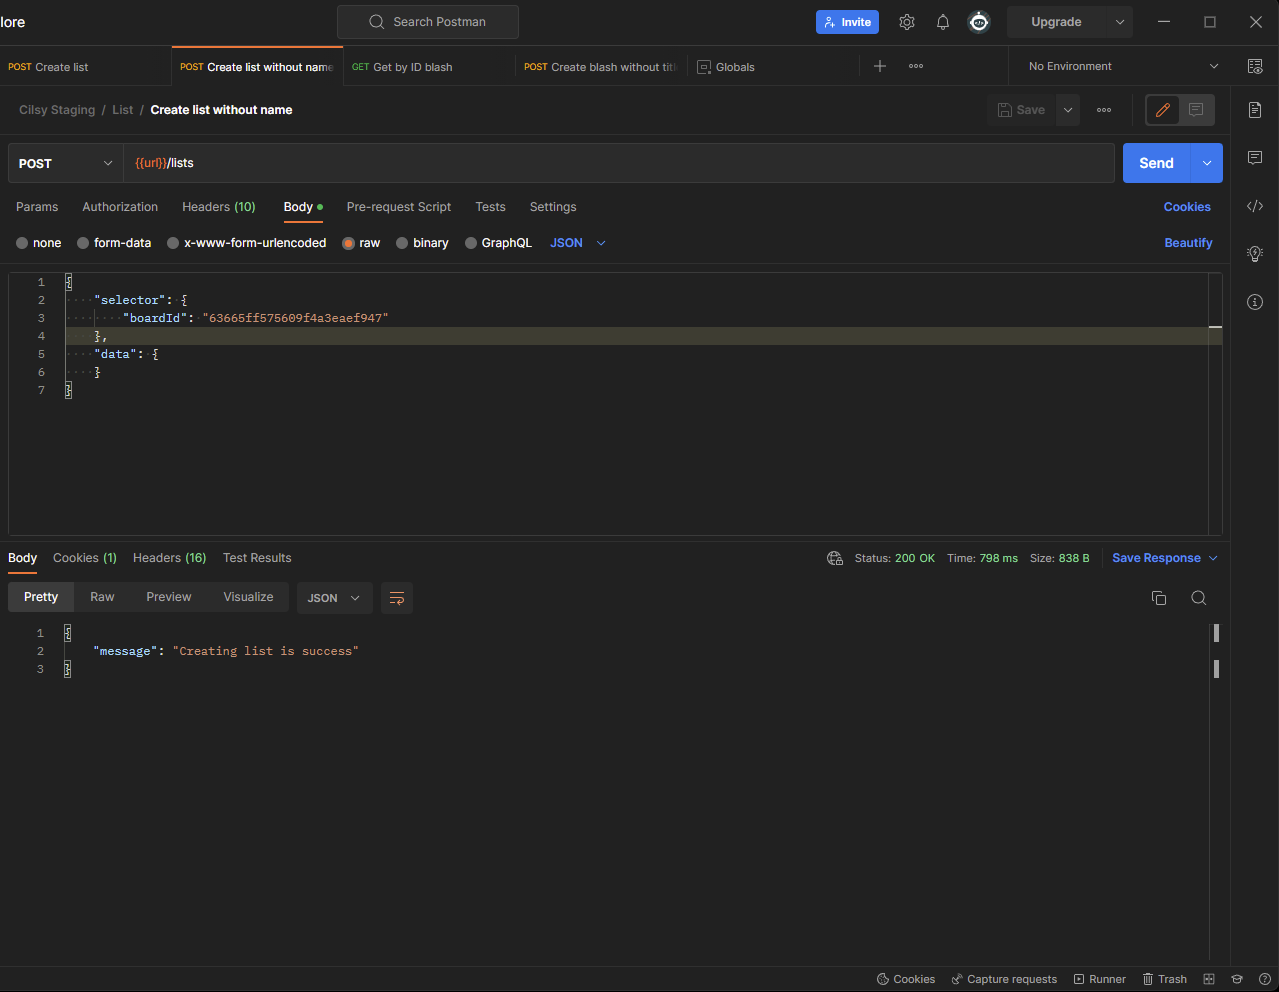 lore
Search Postman
Invite
Upgrade
POST Create list
POST Create list without name
GET Get by ID blash
POST Create blash without titl
Globals
No Environment
Cilsy Staging / List / Create list without name
Save
POST
{{url}}/lists
Send
Params Authorization Headers (10) Body Pre-request Script Tests Settings
Cookies
none form-data x-www-form-urlencoded raw binary GraphQL JSON
Beautify
1 {
2 "selector": {
3 "boardId": "63665ff575609f4a3eaef947"
4 },
5 "data": {
6 }
7 }
Body Cookies (1) Headers (16) Test Results
Status: 200 OK Time: 798 ms Size: 838 B Save Response
Pretty Raw Preview Visualize JSON
1 {
2 "message": "Creating list is success"
3 }
Cookies Capture requests Runner Trash